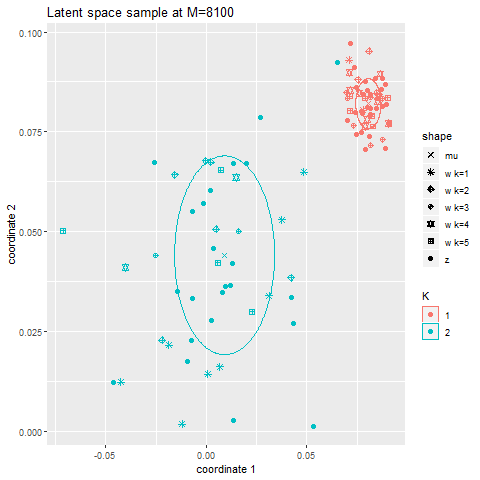 Latent space sample at M=8100
0.100
0.075
0.050
0.025
0.000
coordinate 2
-0.05
0.00
0.05
coordinate 1
shape
mu
w k=1
w k=2
w k=3
w k=4
w k=5
z
K
1
2